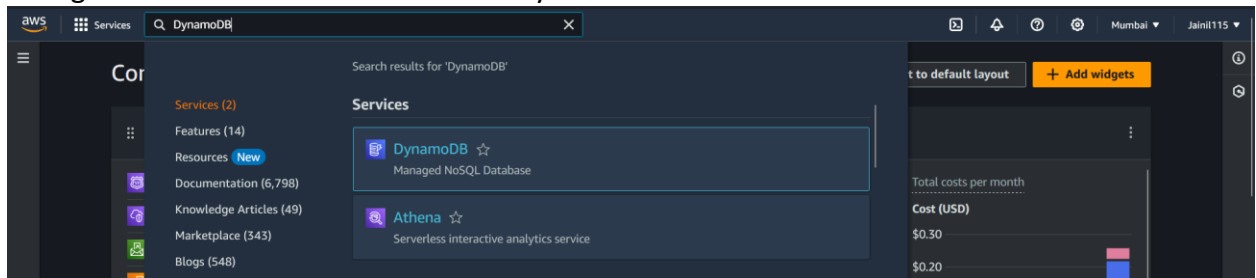 aws
Services
DynamoDB
Mumbai ▼
Jainil115 ▼
Search results for 'DynamoDB'
t to default layout
+ Add widgets
Services (2)
Services
Features (14)
Resources New
DynamoDB
Managed NoSQL Database
Documentation (6,798)
Total costs per month
Knowledge Articles (49)
Athena
Cost (USD)
Marketplace (343)
Serverless interactive analytics service
$0.30
Blogs (548)
$0.20